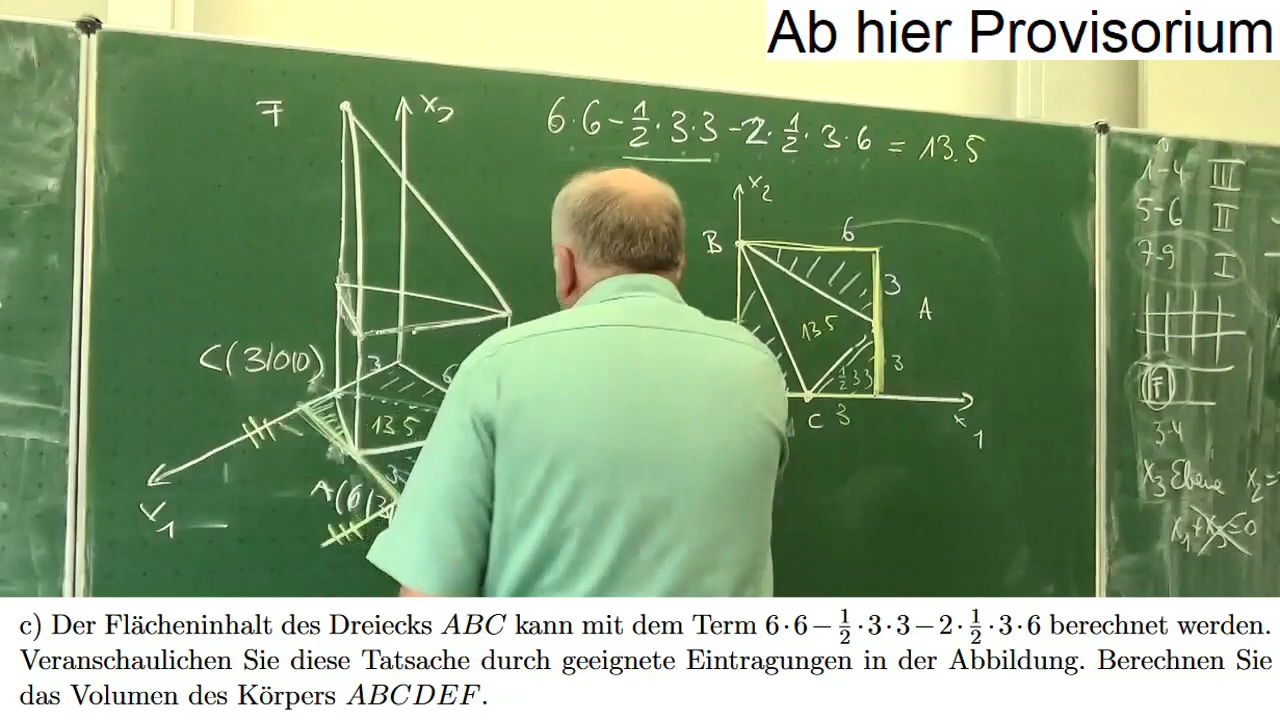 Ab hier Provisorium
F
x3
6·6 - 1/2·3·3 - 2·1/2·3·6 = 13.5
1-4 III
5-6 II
7-9 I
x2
B
6
3
A
13.5
3
1/2 3 3
C 3
x1
C(3|0|0)
3
6
13.5
A(6|3
x1
F
3-4
x3 Ebene x2=
c) Der Flächeninhalt des Dreiecks ABC kann mit dem Term 6·6 − 1/2·3·3 − 2·1/2·3·6 berechnet werden.
Veranschaulichen Sie diese Tatsache durch geeignete Eintragungen in der Abbildung. Berechnen Sie
das Volumen des Körpers ABCDEF.